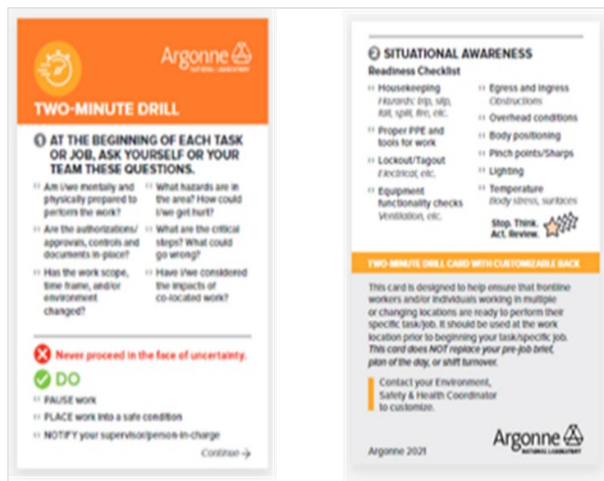 Argonne
NATIONAL LABORATORY
TWO-MINUTE DRILL
1 AT THE BEGINNING OF EACH TASK
OR JOB, ASK YOURSELF OR YOUR
TEAM THESE QUESTIONS.
Am I/we mentally and
physically prepared to
perform the work?
Are the authorizations/
approvals, controls and
documents in-place?
Has the work scope,
time frame, and/or
environment
changed?
What hazards are in
the area? How could
I/we get hurt?
What are the critical
steps? What could
go wrong?
Have I/we considered
the impacts of
co-located work?
Never proceed in the face of uncertainty.
DO
PAUSE work
PLACE work into a safe condition
NOTIFY your supervisor/person-in-charge
Continue →
2 SITUATIONAL AWARENESS
Readiness Checklist
Housekeeping
Hazards: trip, slip,
fall, spill, fire, etc.
Proper PPE and
tools for work
Lockout/Tagout
Electrical, etc.
Equipment
functionality checks
Ventilation, etc.
Egress and Ingress
Obstructions
Overhead conditions
Body positioning
Pinch points/Sharps
Lighting
Temperature
Body stress, surfaces
Stop. Think.
Act. Review.
TWO-MINUTE DRILL CARD WITH CUSTOMIZABLE BACK
This card is designed to help ensure that frontline
workers and/or individuals working in multiple
or changing locations are ready to perform their
specific task/job. It should be used at the work
location prior to beginning your task/specific job.
This card does NOT replace your pre-job brief,
plan of the day, or shift turnover.
Contact your Environment,
Safety & Health Coordinator
to customize.
Argonne 2021
Argonne
NATIONAL LABORATORY